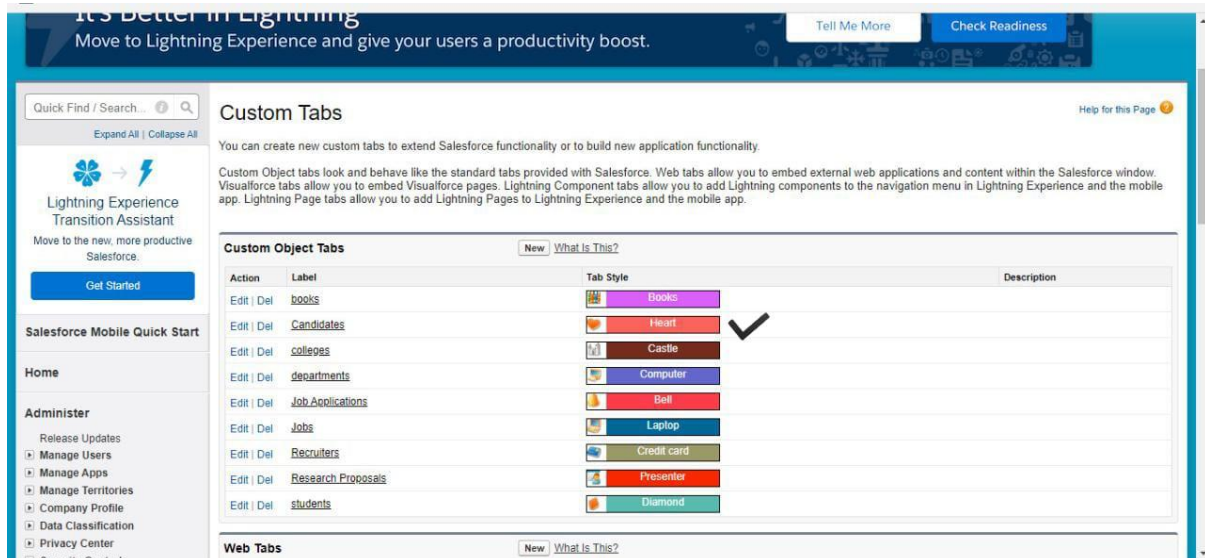 It's Better in Lightning
Move to Lightning Experience and give your users a productivity boost.
Tell Me More
Check Readiness
Quick Find / Search...
Expand All | Collapse All
Lightning Experience
Transition Assistant
Move to the new, more productive
Salesforce.
Get Started
Salesforce Mobile Quick Start
Home
Administer
Release Updates
Manage Users
Manage Apps
Manage Territories
Company Profile
Data Classification
Privacy Center
Custom Tabs
Help for this Page
You can create new custom tabs to extend Salesforce functionality or to build new application functionality.
Custom Object tabs look and behave like the standard tabs provided with Salesforce. Web tabs allow you to embed external web applications and content within the Salesforce window.
Visualforce tabs allow you to embed Visualforce pages. Lightning Component tabs allow you to add Lightning components to the navigation menu in Lightning Experience and the mobile
app. Lightning Page tabs allow you to add Lightning Pages to Lightning Experience and the mobile app.
Custom Object Tabs New What Is This?
Action Label Tab Style Description
Edit | Del books Books
Edit | Del Candidates Heart
Edit | Del colleges Castle
Edit | Del departments Computer
Edit | Del Job Applications Bell
Edit | Del Jobs Laptop
Edit | Del Recruiters Credit card
Edit | Del Research Proposals Presenter
Edit | Del students Diamond
Web Tabs New What Is This?